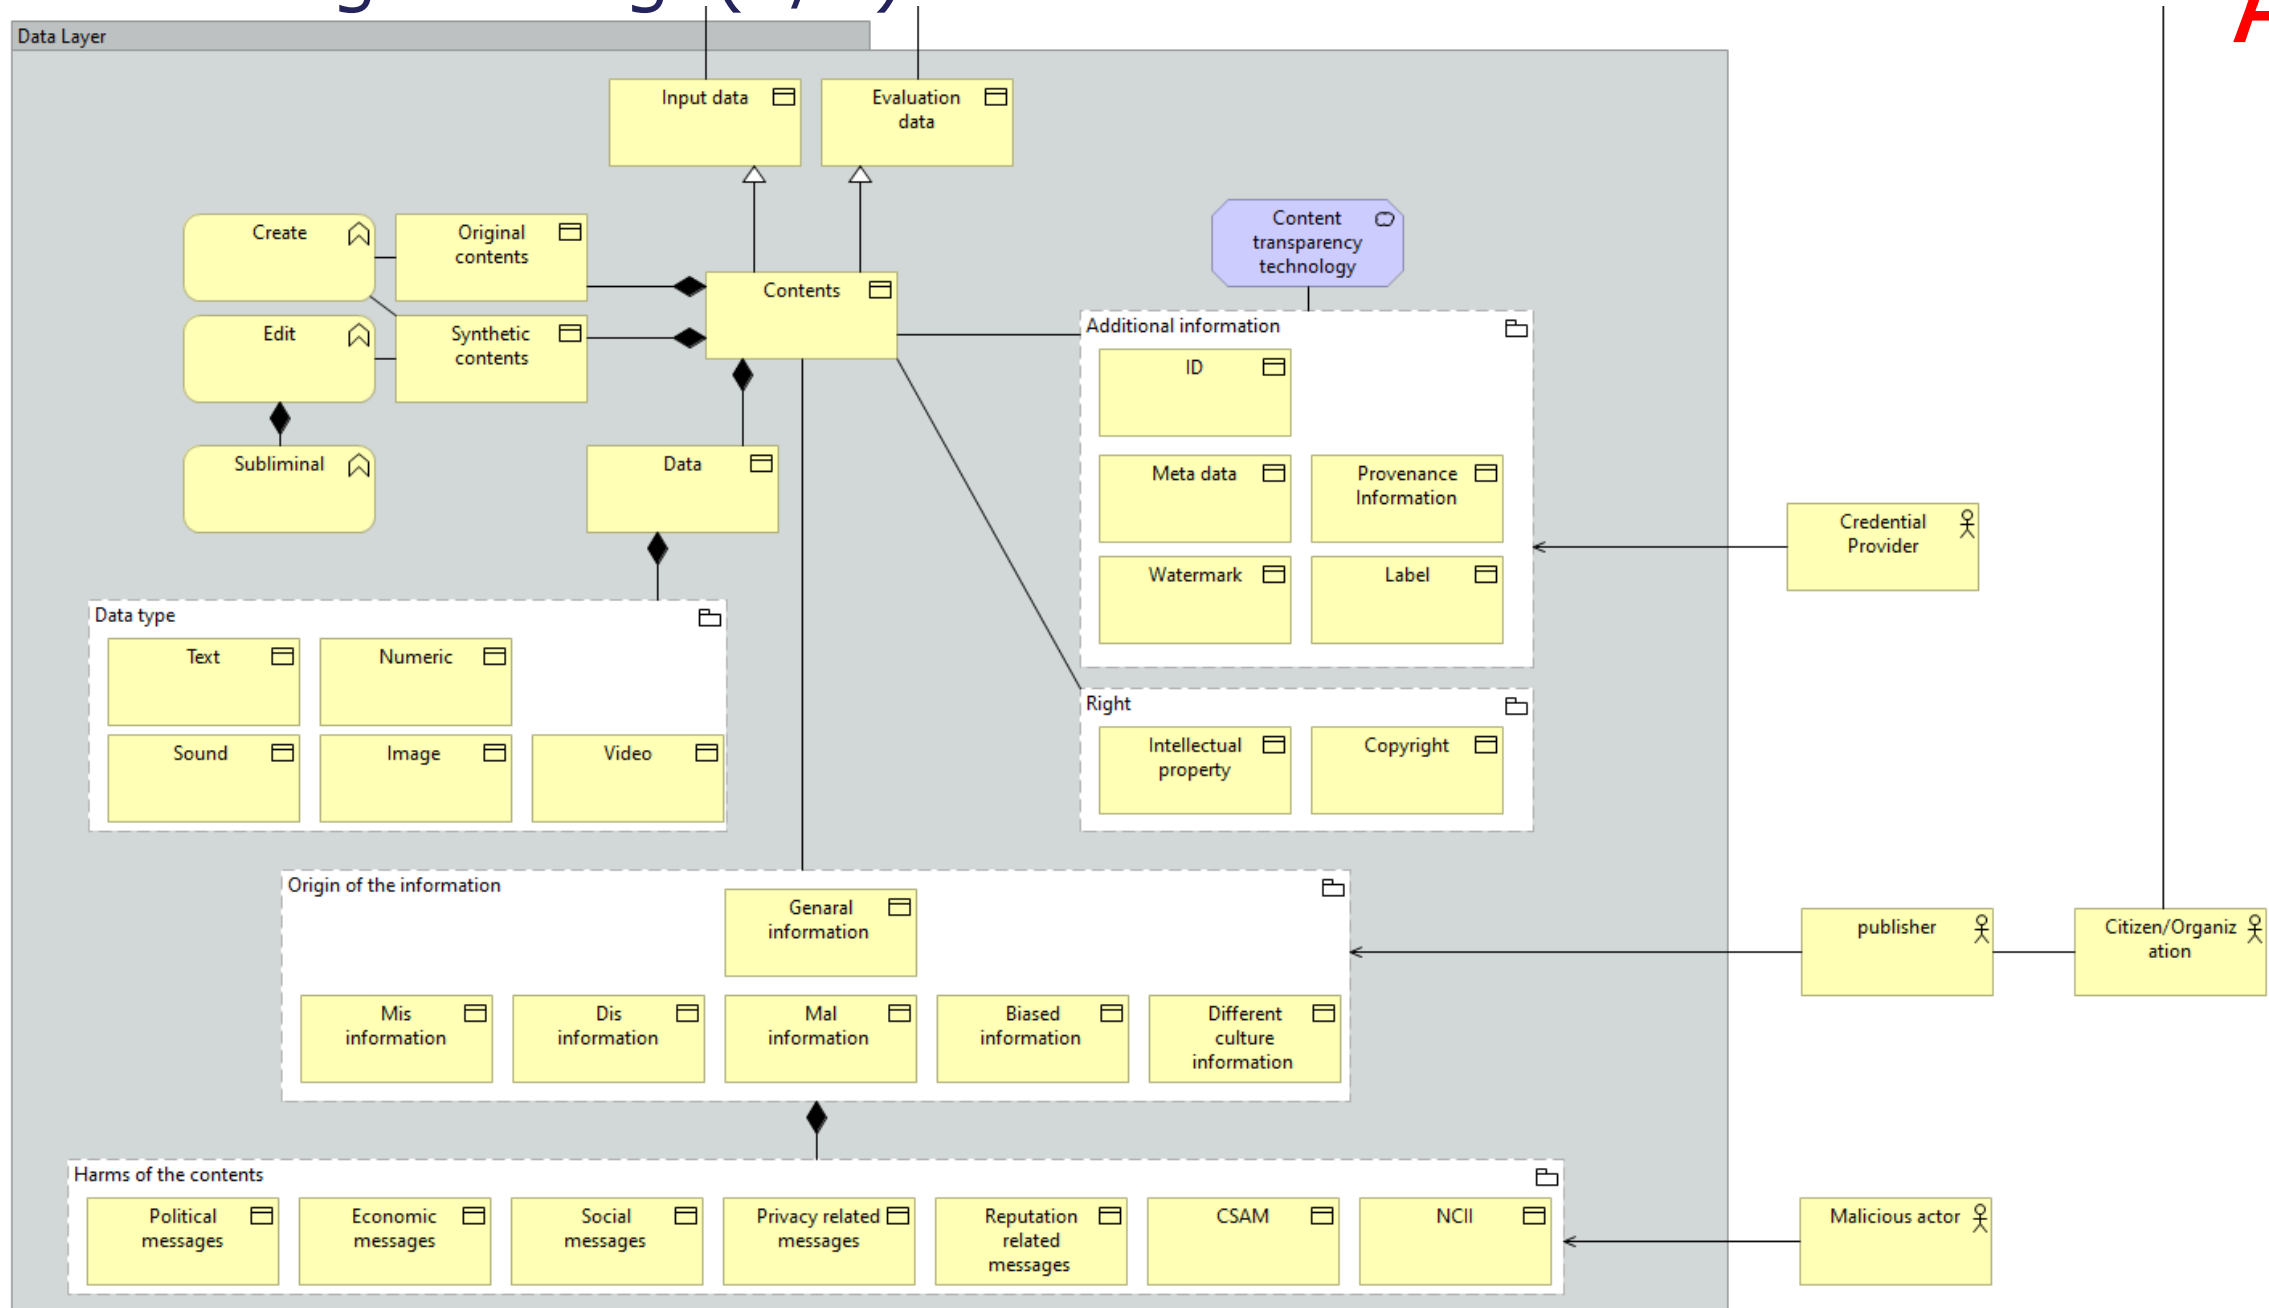 Data Layer
Input data
Evaluation
data
Create
Original
contents
Content
transparency
technology
Contents
Edit
Synthetic
contents
Additional information
ID
Subliminal
Data
Meta data
Provenance
Information
Credential
Provider
Watermark
Label
Data type
Text
Numeric
Sound
Image
Video
Right
Intellectual
property
Copyright
Origin of the information
Genaral
information
publisher
Citizen/Organiz
ation
Mis
information
Dis
information
Mal
information
Biased
information
Different
culture
information
Harms of the contents
Political
messages
Economic
messages
Social
messages
Privacy related
messages
Reputation
related
messages
CSAM
NCII
Malicious actor